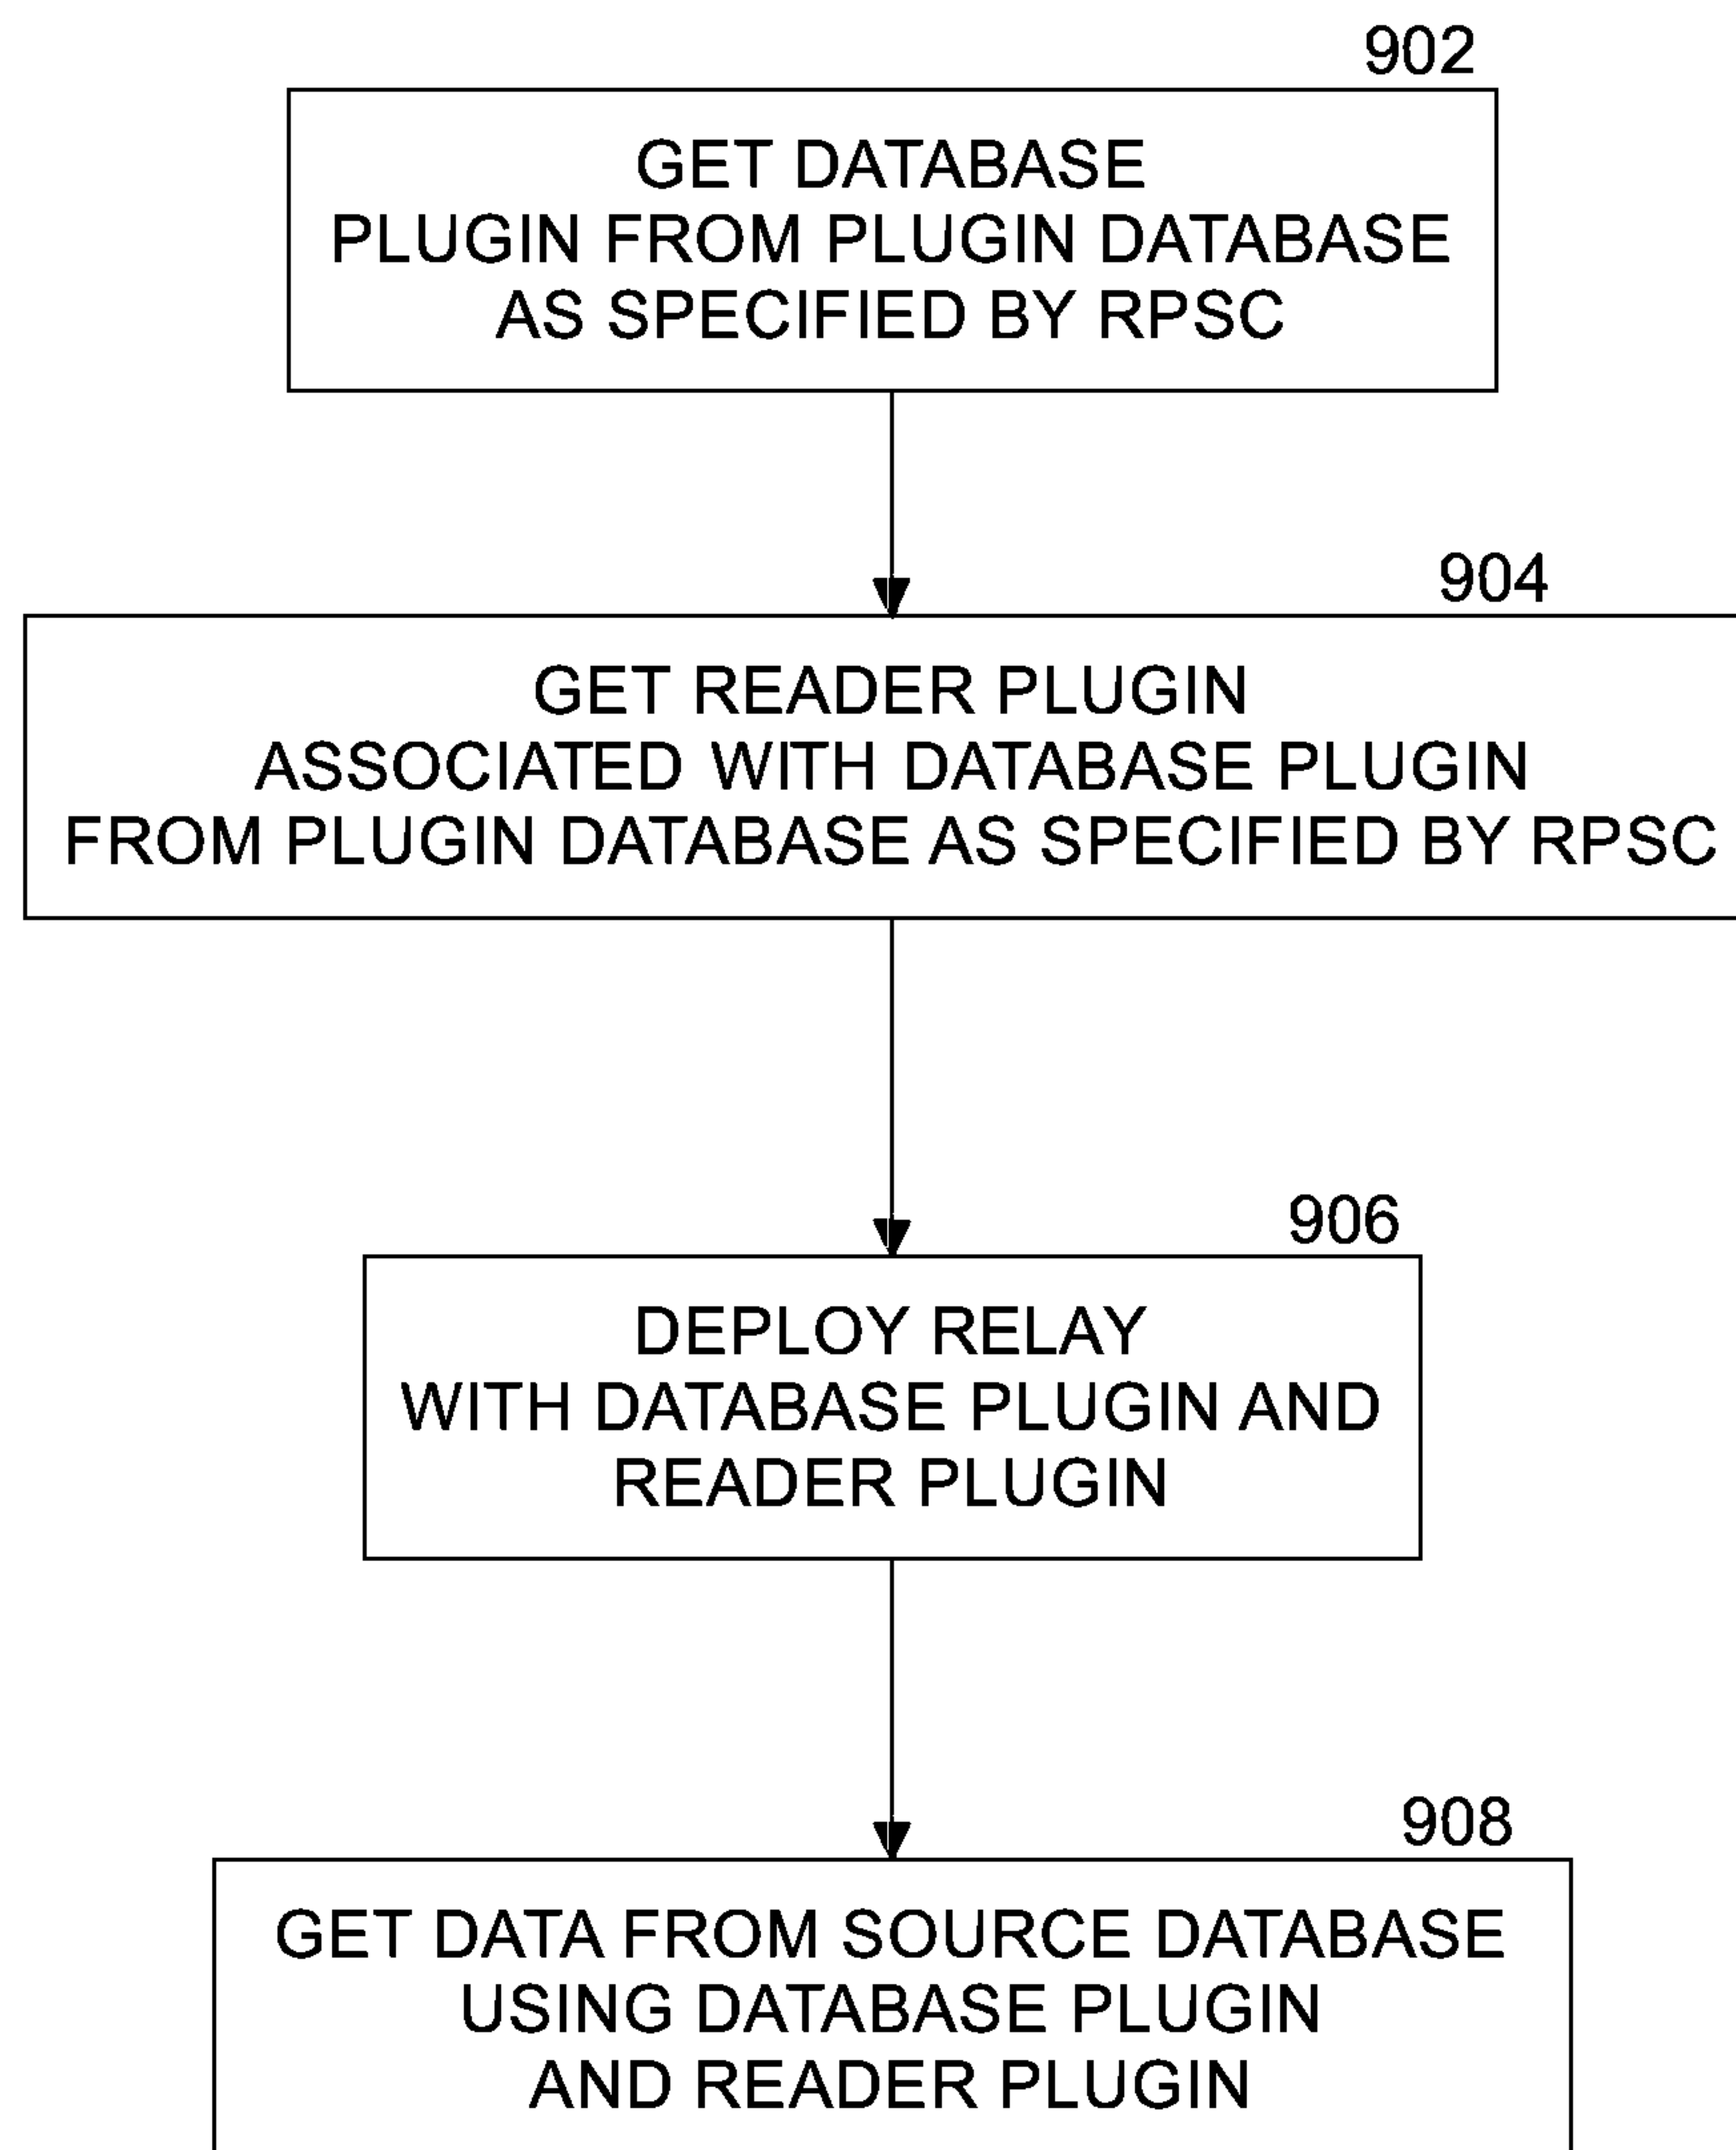 902
GET DATABASE
PLUGIN FROM PLUGIN DATABASE
AS SPECIFIED BY RPSC
904
GET READER PLUGIN
ASSOCIATED WITH DATABASE PLUGIN
FROM PLUGIN DATABASE AS SPECIFIED BY RPSC
906
DEPLOY RELAY
WITH DATABASE PLUGIN AND
READER PLUGIN
908
GET DATA FROM SOURCE DATABASE
USING DATABASE PLUGIN
AND READER PLUGIN